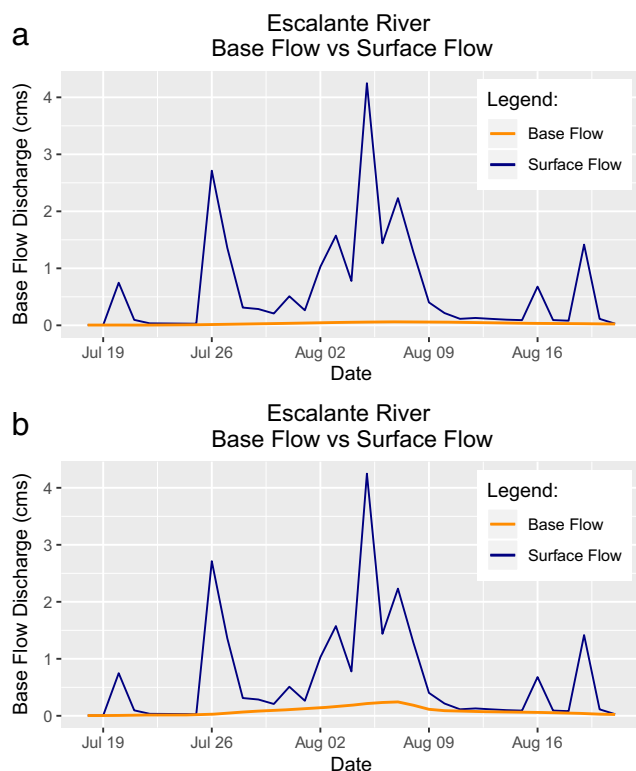 a
Escalante River
Base Flow vs Surface Flow
Base Flow Discharge (cms)
4
3
2
1
0
Legend:
Base Flow
Surface Flow
Jul 19 Jul 26 Aug 02 Aug 09 Aug 16
Date
b
Escalante River
Base Flow vs Surface Flow
Base Flow Discharge (cms)
4
3
2
1
0
Legend:
Base Flow
Surface Flow
Jul 19 Jul 26 Aug 02 Aug 09 Aug 16
Date